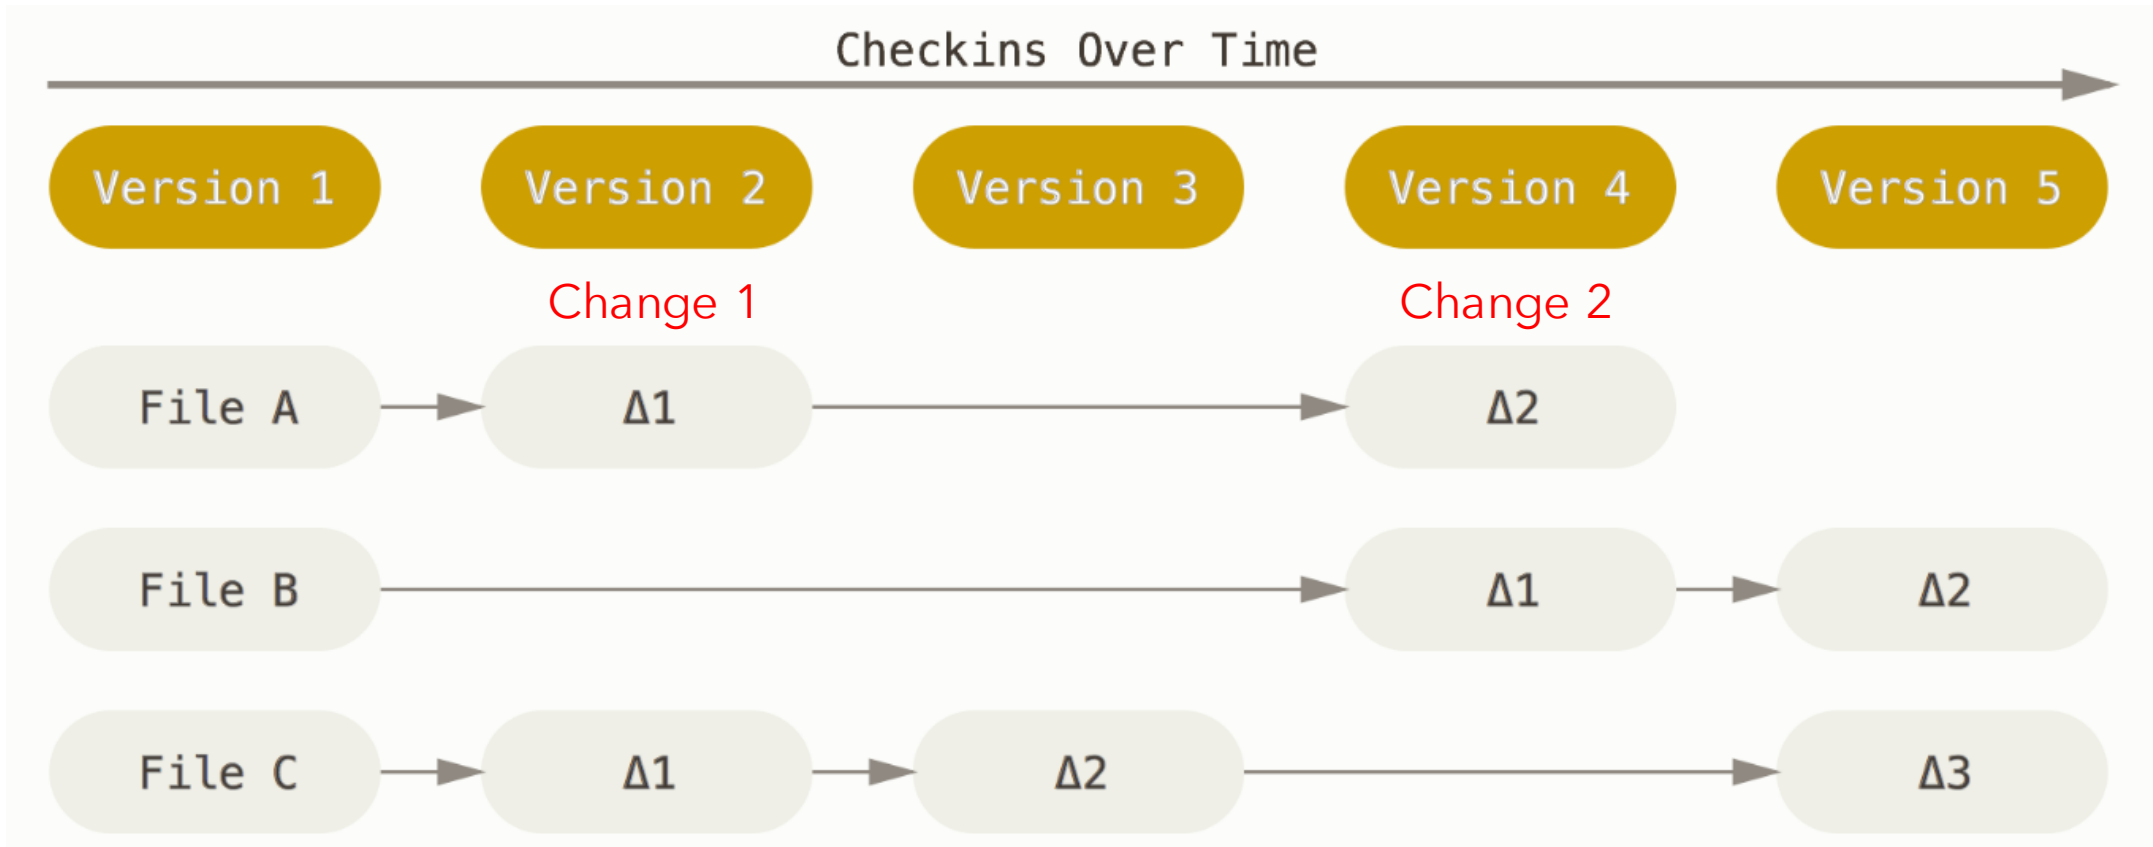 Checkins Over Time
Version 1 Version 2 Version 3 Version 4 Version 5
Change 1 Change 2
File A Δ1 Δ2
File B Δ1 Δ2
File C Δ1 Δ2 Δ3